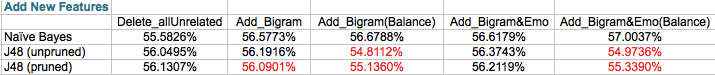 Add New Features
Delete_allUnrelated Add_Bigram Add_Bigram(Balance) Add_Bigram&Emo Add_Bigram&Emo(Balance)
Naïve Bayes 55.5826% 56.5773% 56.6788% 56.6179% 57.0037%
J48 (unpruned) 56.0495% 56.1916% 54.8112% 56.3743% 54.9736%
J48 (pruned) 56.1307% 56.0901% 55.1360% 56.2119% 55.3390%